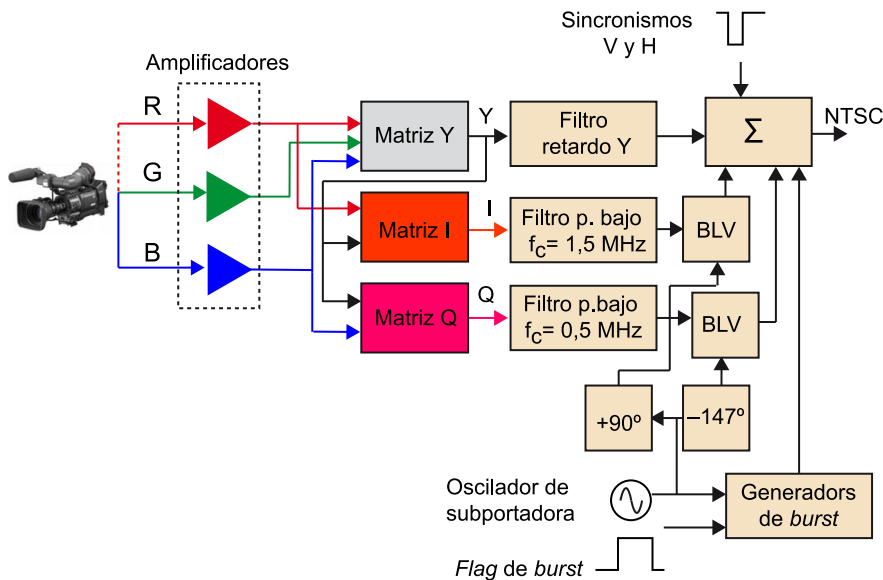 Sincronismos
V y H
Amplificadores
R
G
B
Matriz Y
Y
Filtro
retardo Y
Σ
NTSC
Matriz I
I
Filtro p. bajo
fc= 1,5 MHz
BLV
Matriz Q
Q
Filtro p.bajo
fc= 0,5 MHz
BLV
+90º
–147º
Oscilador de
subportadora
Generadors
de burst
Flag de burst